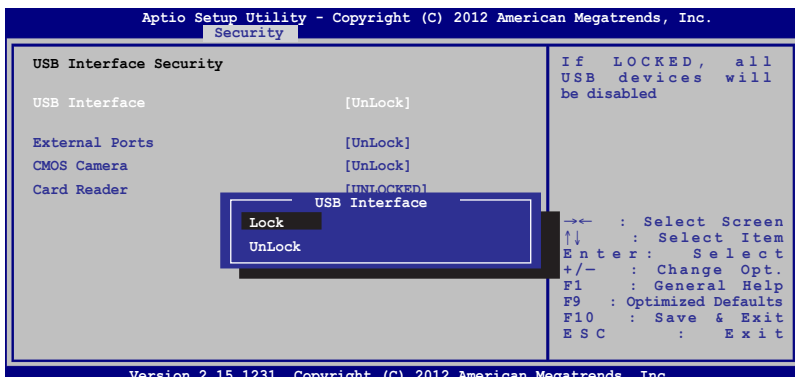 Aptio Setup Utility - Copyright (C) 2012 American Megatrends, Inc.
Security
USB Interface Security
USB Interface [UnLock]
External Ports [UnLock]
CMOS Camera [UnLock]
Card Reader [UNLOCKED]
USB Interface
Lock
UnLock
If LOCKED, all
USB devices will
be disabled
→← : Select Screen
↑↓ : Select Item
Enter: Select
+/— : Change Opt.
F1 : General Help
F9 : Optimized Defaults
F10 : Save & Exit
ESC : Exit
Version 2.15.1231. Copyright (C) 2012 American Megatrends, Inc.